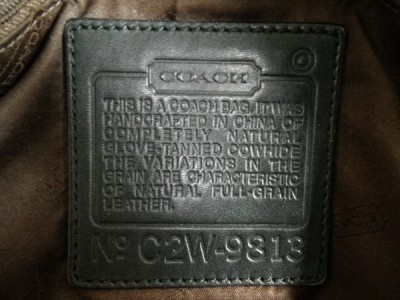 COACH
THIS IS A COACH BAG. IT WAS
HANDCRAFTED IN CHINA OF
COMPLETELY NATURAL
GLOVE-TANNED COWHIDE
THE VARIATIONS IN THE
GRAIN ARE CHARACTERISTIC
OF NATURAL FULL-GRAIN
LEATHER.
No C2W-9813